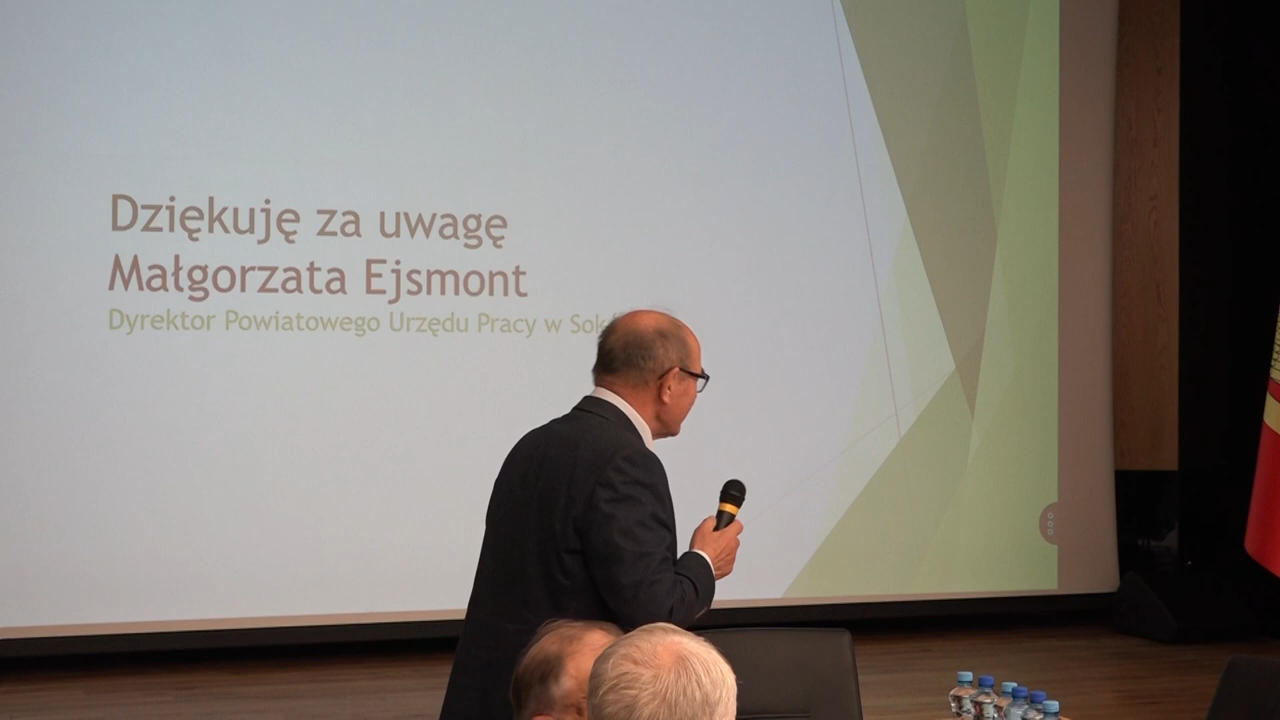 Dziękuję za uwagę
Małgorzata Ejsmont
Dyrektor Powiatowego Urzędu Pracy w